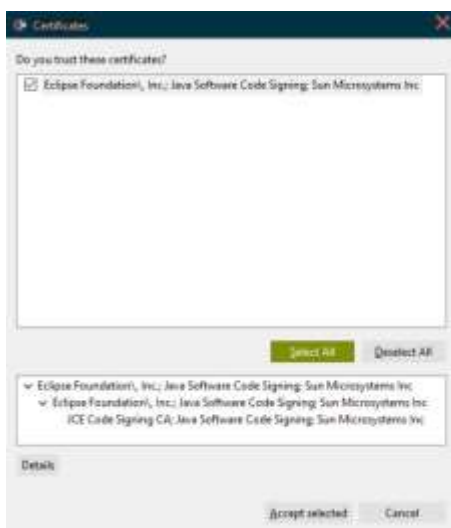 Certificates
Do you trust these certificates?
Eclipse Foundation\, Inc.; Java Software Code Signing; Sun Microsystems Inc
Select All
Deselect All
Eclipse Foundation\, Inc.; Java Software Code Signing; Sun Microsystems Inc
Eclipse Foundation\, Inc.; Java Software Code Signing; Sun Microsystems Inc
JCE Code Signing CA; Java Software Code Signing; Sun Microsystems Inc
Details
Accept selected
Cancel